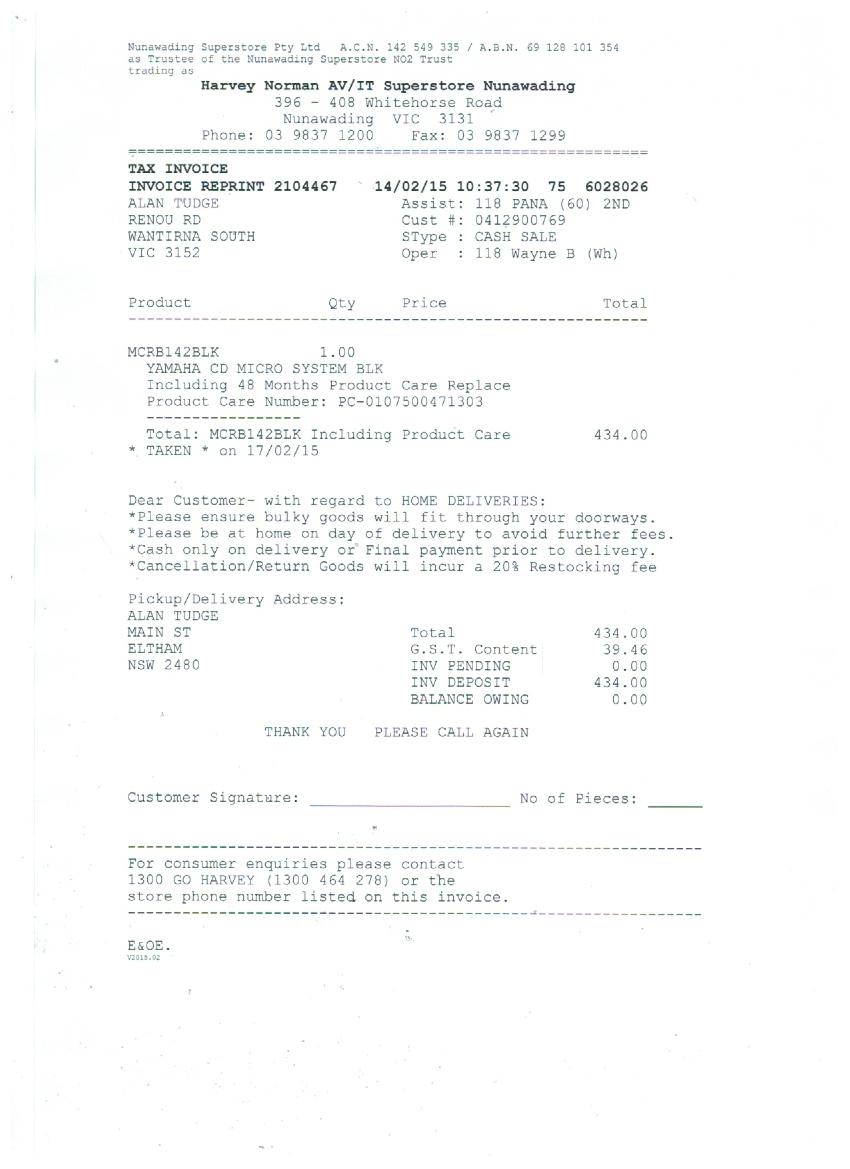 Nunawading Superstore Pty Ltd A.C.N. 142 549 335 / A.B.N. 69 128 101 354
as Trustee of the Nunawading Superstore NO2 Trust
trading as
Harvey Norman AV/IT Superstore Nunawading
396 - 408 Whitehorse Road
Nunawading VIC 3131
Phone: 03 9837 1200 Fax: 03 9837 1299
TAX INVOICE
INVOICE REPRINT 2104467 14/02/15 10:37:30 75 6028026
ALAN TUDGE Assist: 118 PANA (60) 2ND
RENOU RD Cust #: 0412900769
WANTIRNA SOUTH SType : CASH SALE
VIC 3152 Oper : 118 Wayne B (Wh)
Product Qty Price Total
MCRB142BLK 1.00
YAMAHA CD MICRO SYSTEM BLK
Including 48 Months Product Care Replace
Product Care Number: PC-0107500471303
Total: MCRB142BLK Including Product Care 434.00
* TAKEN * on 17/02/15
Dear Customer- with regard to HOME DELIVERIES:
*Please ensure bulky goods will fit through your doorways.
*Please be at home on day of delivery to avoid further fees.
*Cash only on delivery or Final payment prior to delivery.
*Cancellation/Return Goods will incur a 20% Restocking fee
Pickup/Delivery Address:
ALAN TUDGE
MAIN ST Total 434.00
ELTHAM G.S.T. Content 39.46
NSW 2480 INV PENDING 0.00
INV DEPOSIT 434.00
BALANCE OWING 0.00
THANK YOU PLEASE CALL AGAIN
Customer Signature: No of Pieces:
For consumer enquiries please contact
1300 GO HARVEY (1300 464 278) or the
store phone number listed on this invoice.
E&OE.
V2015.02